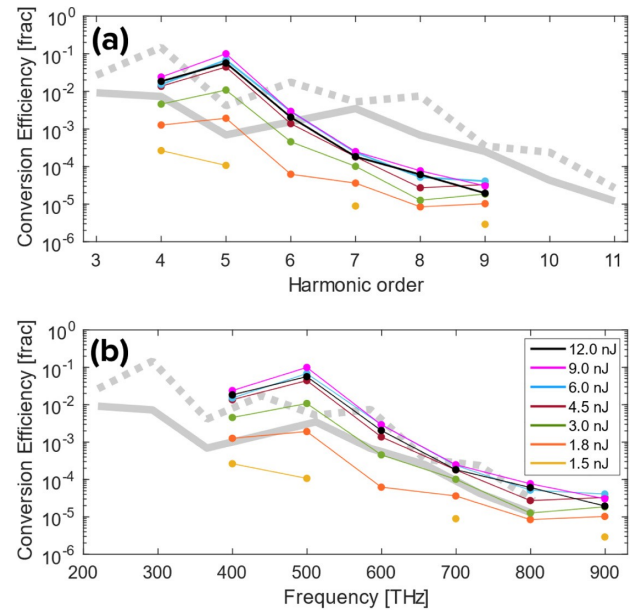 (a)
Conversion Efficiency [frac]
10^0
10^-1
10^-2
10^-3
10^-4
10^-5
10^-6
3 4 5 6 7 8 9 10 11
Harmonic order
(b)
Conversion Efficiency [frac]
10^0
10^-1
10^-2
10^-3
10^-4
10^-5
10^-6
12.0 nJ
9.0 nJ
6.0 nJ
4.5 nJ
3.0 nJ
1.8 nJ
1.5 nJ
200 300 400 500 600 700 800 900
Frequency [THz]